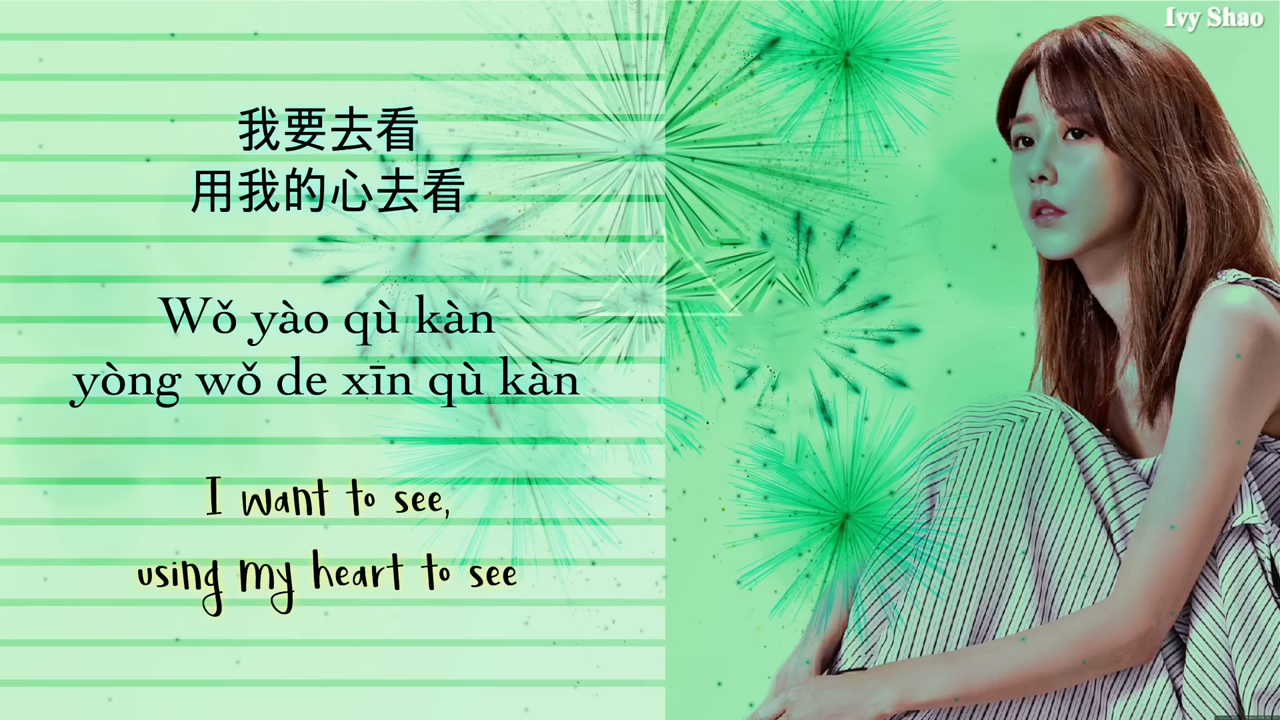 Ivy Shao
我要去看
用我的心去看
Wǒ yào qù kàn
yòng wǒ de xīn qù kàn
I want to see,
using my heart to see